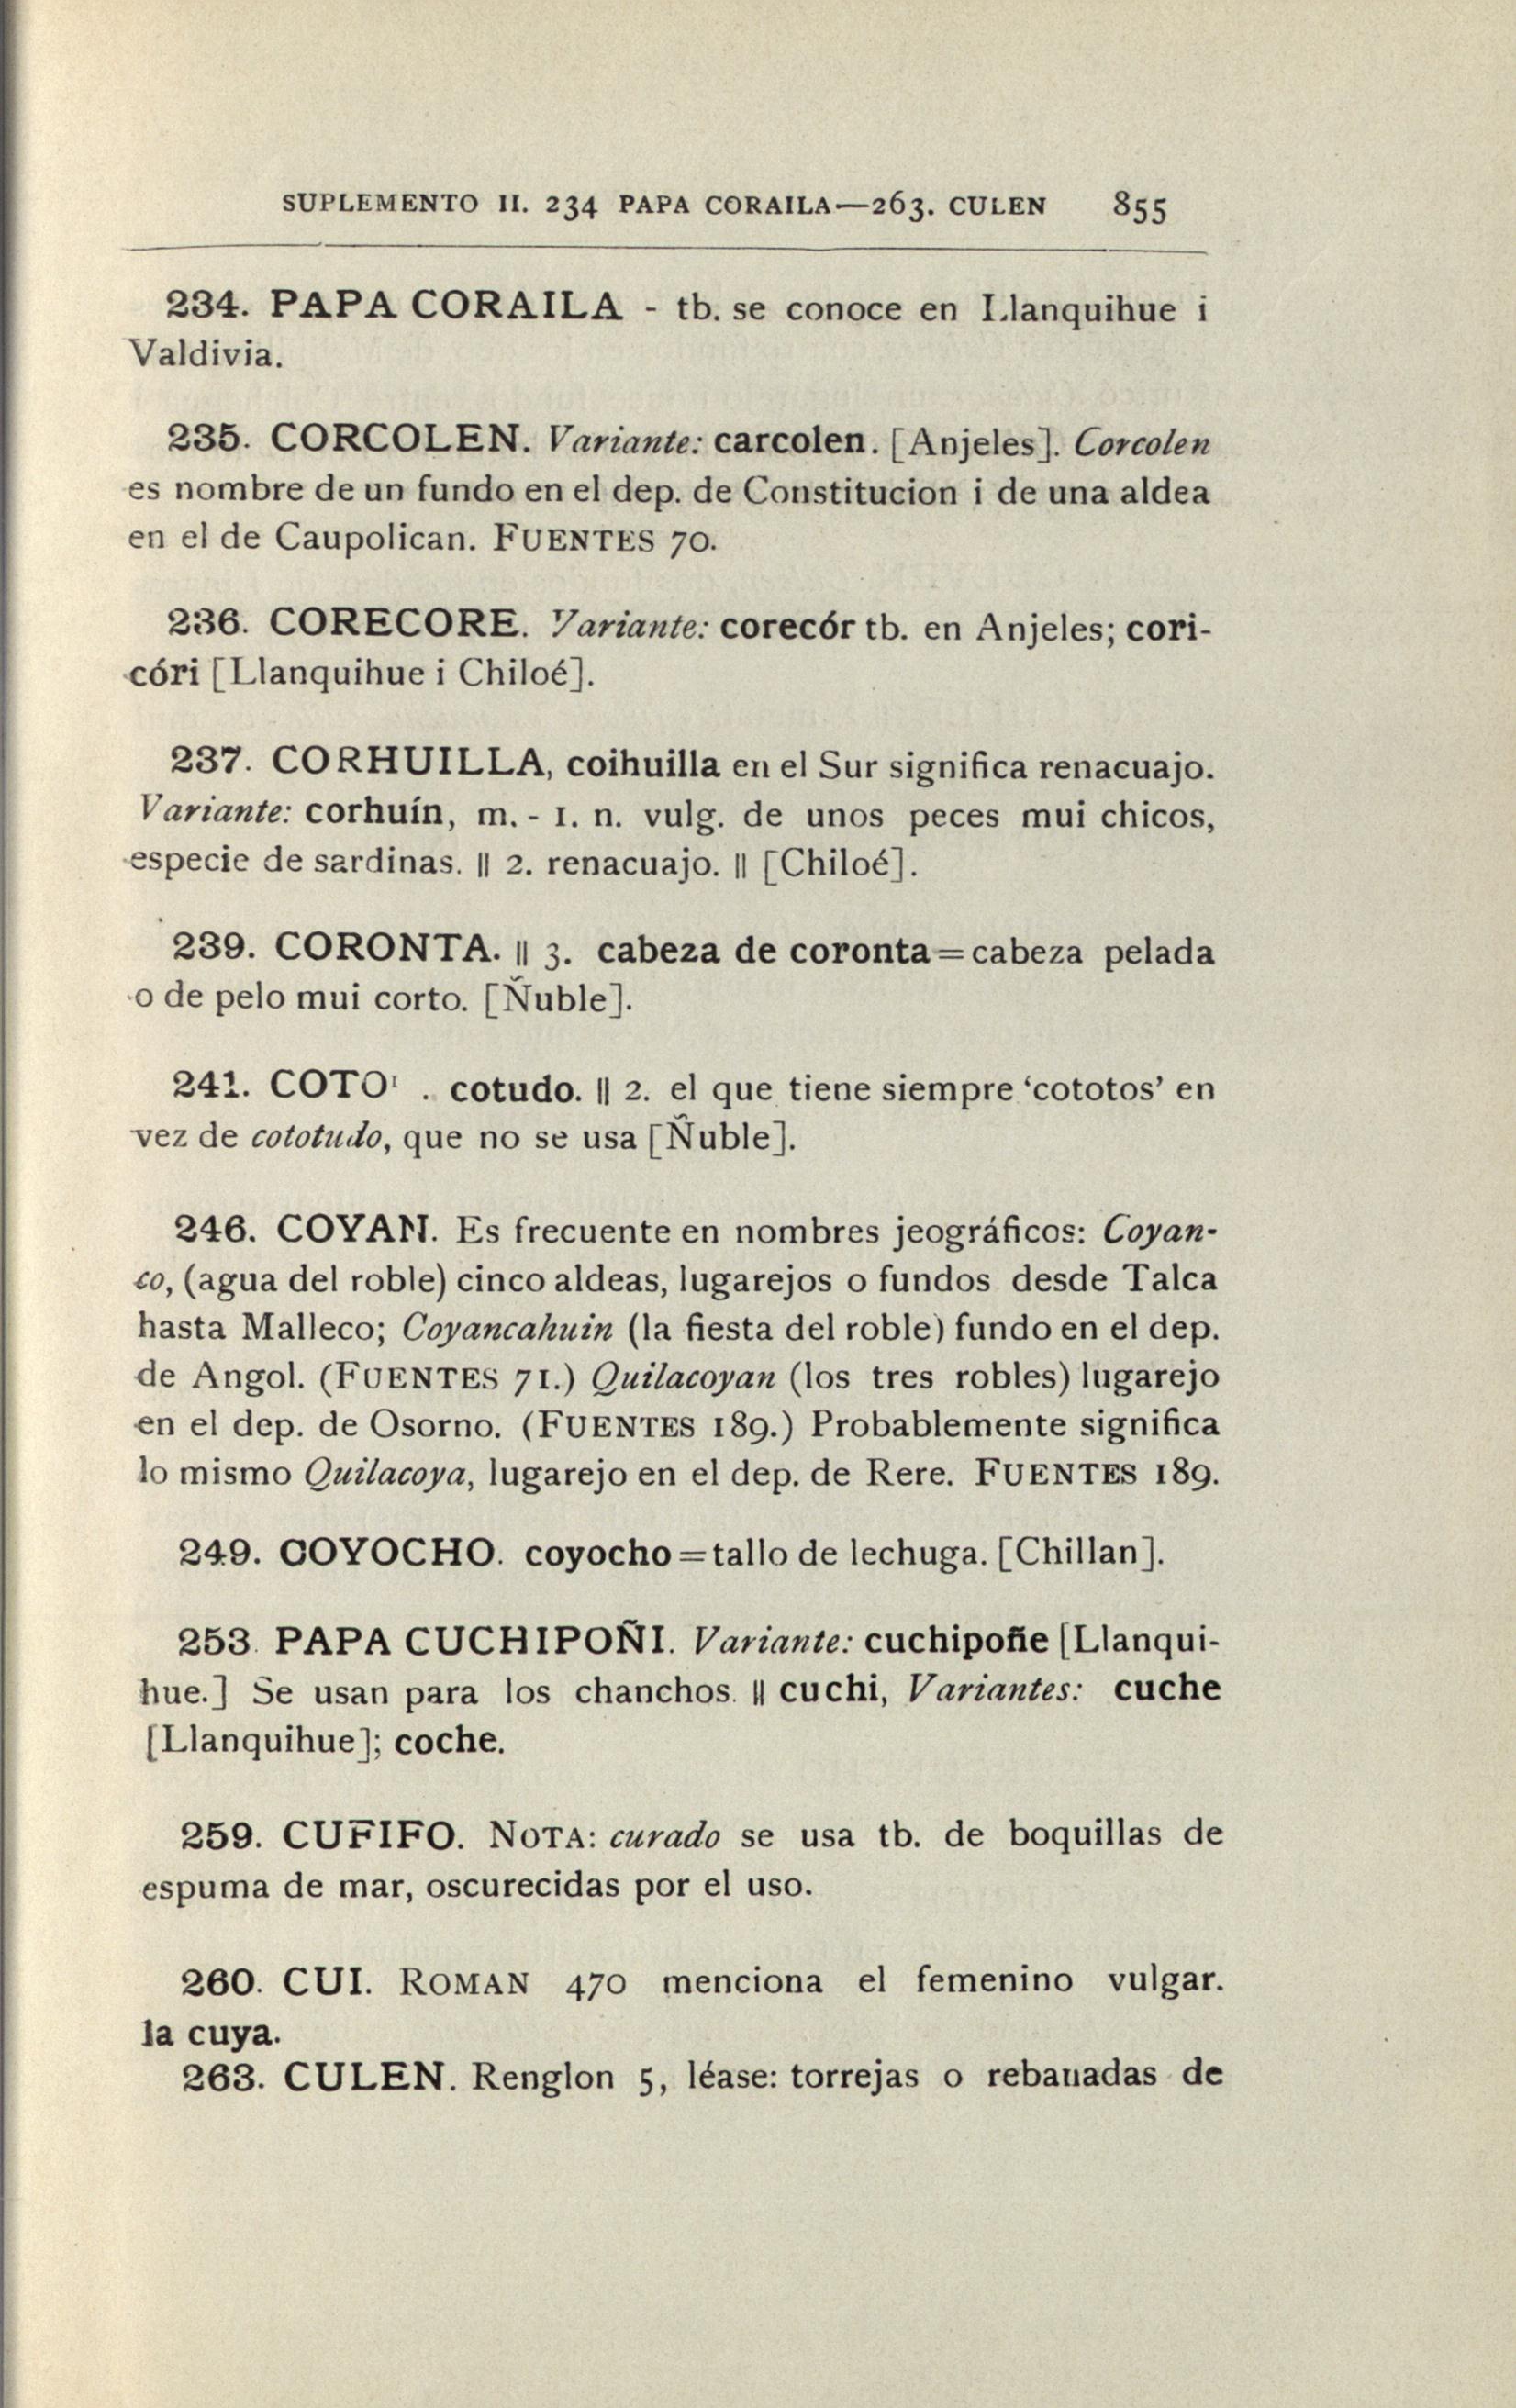 SUPLEMENTO II. 234 PAPA CORAILA—263. CULEN 855
234. PAPA CORAILA - tb. se conoce en Llanquihue i
Valdivia.
235. CORCOLEN. Variante: carcolen. [Anjeles]. Corcolen
es nombre de un fundo en el dep. de Constitucion i de una aldea
en el de Caupolican. FUENTES 70.
236. CORECORE. Variante: corecór tb. en Anjeles; cori-
córi [Llanquihue i Chiloé].
237. CORHUILLA, coihuilla en el Sur significa renacuajo.
Variante: corhuín, m. - 1. n. vulg. de unos peces mui chicos,
especie de sardinas. || 2. renacuajo. || [Chiloé].
239. CORONTA. || 3. cabeza de coronta=cabeza pelada
o de pelo mui corto. [Ñuble].
241. COTO¹ . cotudo. || 2. el que tiene siempre ‘cototos’ en
vez de cototudo, que no se usa [Ñuble].
246. COYAN. Es frecuente en nombres jeográficos: Coyan-
co, (agua del roble) cinco aldeas, lugarejos o fundos desde Talca
hasta Malleco; Coyancahuin (la fiesta del roble) fundo en el dep.
de Angol. (FUENTES 71.) Quilacoyan (los tres robles) lugarejo
en el dep. de Osorno. (FUENTES 189.) Probablemente significa
lo mismo Quilacoya, lugarejo en el dep. de Rere. FUENTES 189.
249. COYOCHO. coyocho=tallo de lechuga. [Chillan].
253. PAPA CUCHIPOÑI. Variante: cuchipoñe [Llanqui-
hue.] Se usan para los chanchos. || cuchi, Variantes: cuche
[Llanquihue]; coche.
259. CUFIFO. NOTA: curado se usa tb. de boquillas de
espuma de mar, oscurecidas por el uso.
260. CUI. ROMAN 470 menciona el femenino vulgar.
la cuya.
263. CULEN. Renglon 5, léase: torrejas o rebanadas de